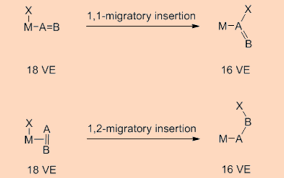 X
M–A=B
1,1-migratory insertion
X
M–A
B
18 VE
16 VE
X
M
A
B
1,2-migratory insertion
X
B
M–A
18 VE
16 VE